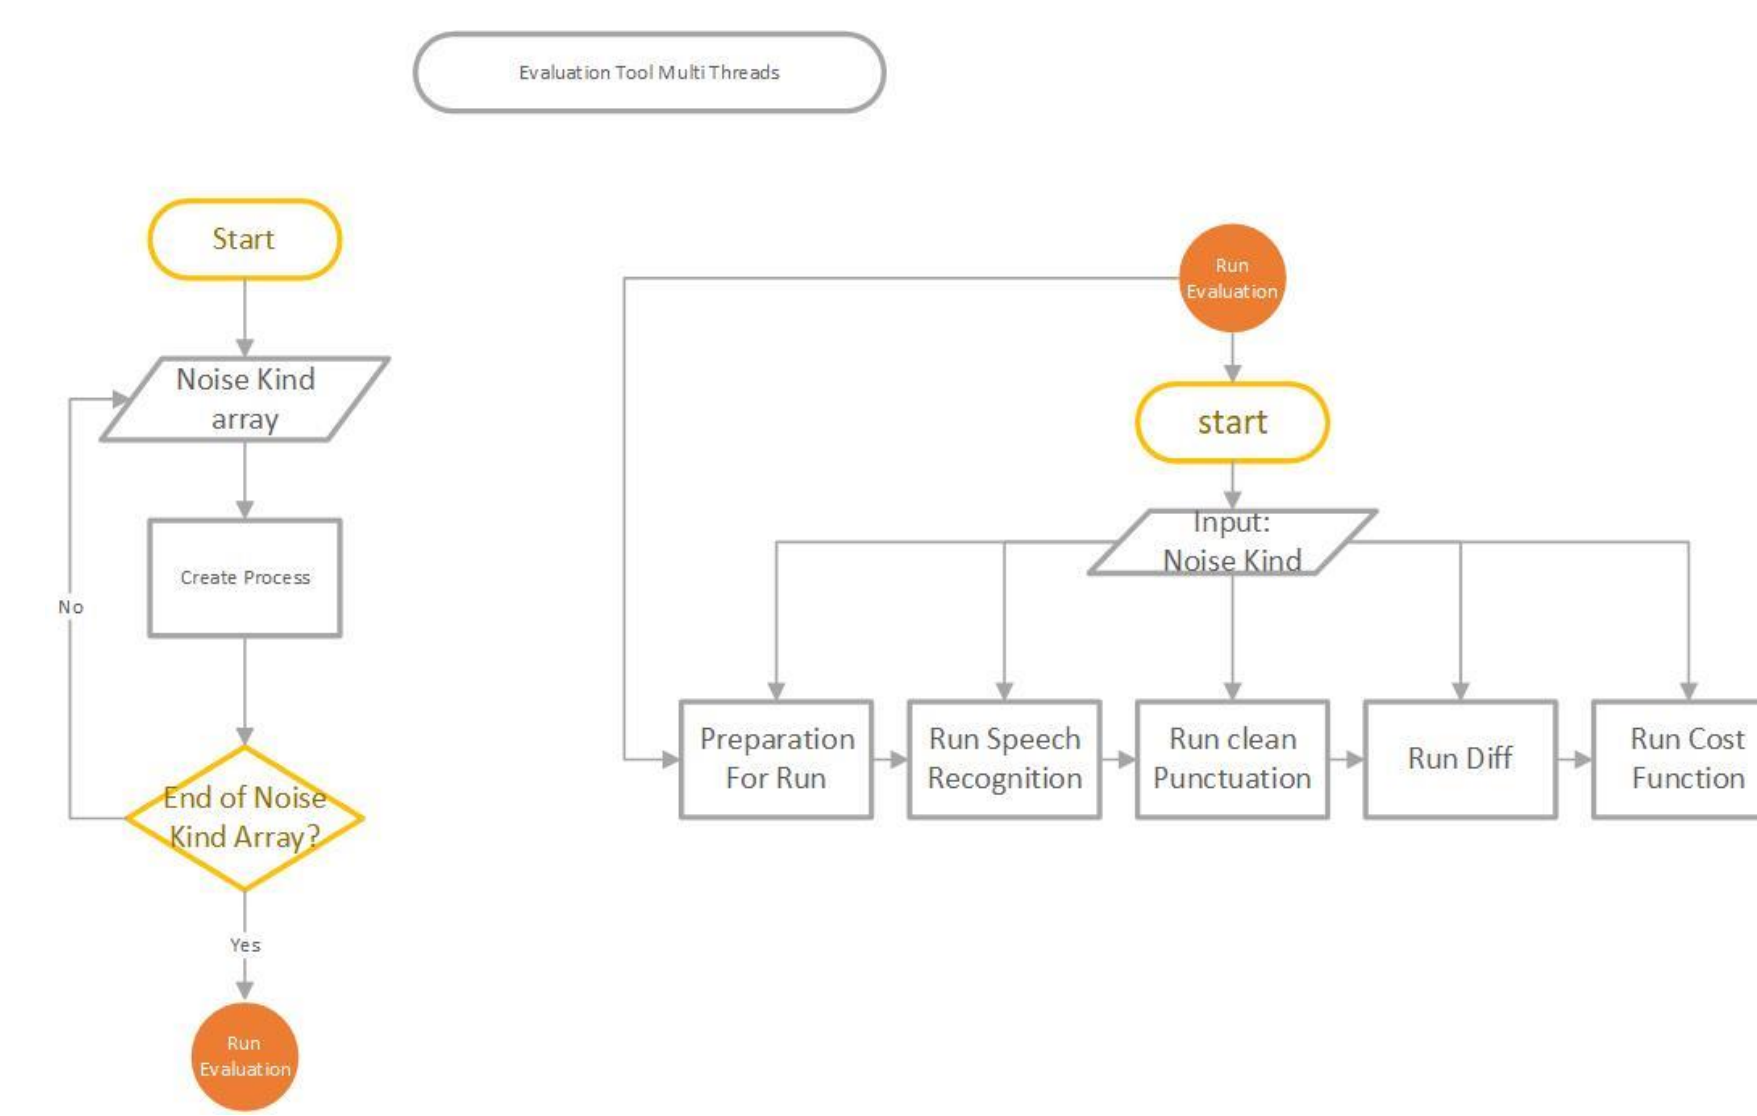 Evaluation Tool Multi Threads
Start
Noise Kind
array
Create Process
No
End of Noise
Kind Array?
Yes
Run
Evaluation
Run
Evaluation
start
Input:
Noise Kind
Preparation
For Run
Run Speech
Recognition
Run clean
Punctuation
Run Diff
Run Cost
Function